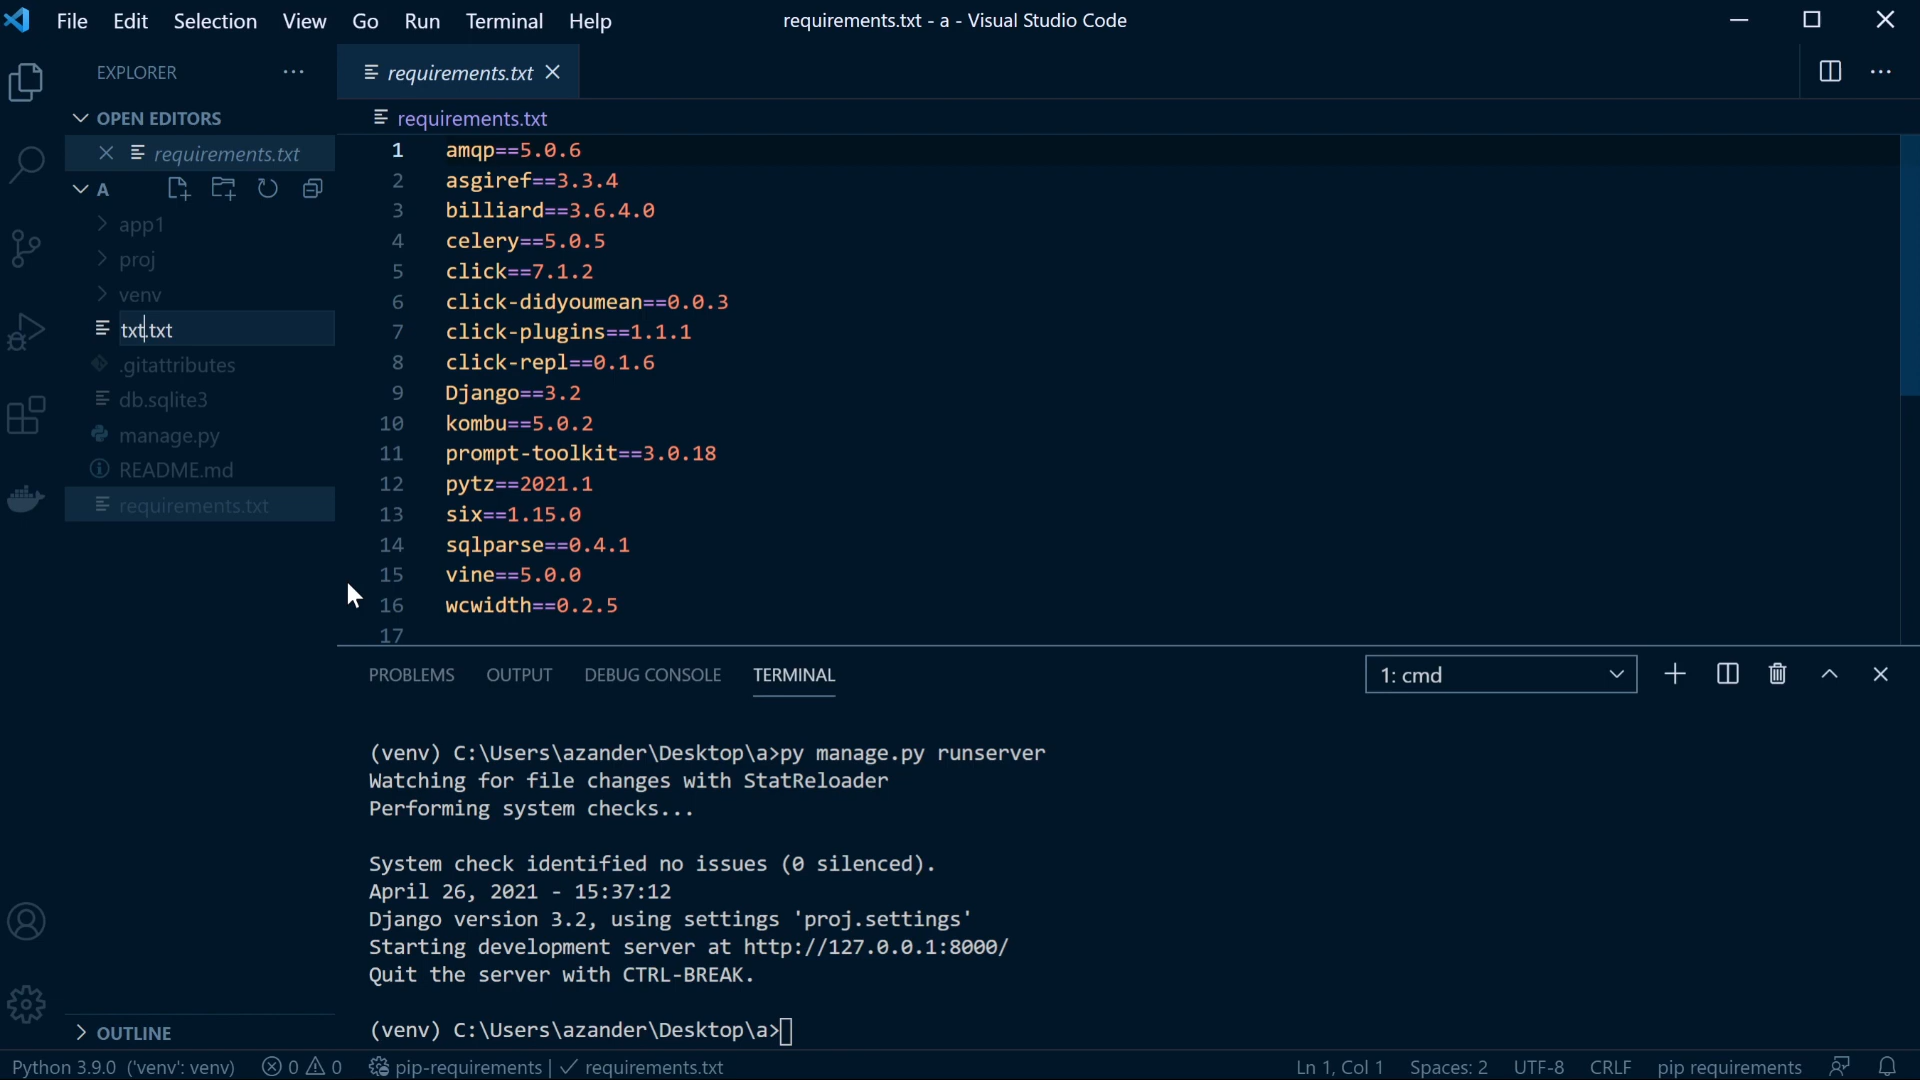 File Edit Selection View Go Run Terminal Help
requirements.txt - a - Visual Studio Code
EXPLORER
requirements.txt
OPEN EDITORS
requirements.txt
A
app1
proj
venv
txt.txt
.gitattributes
db.sqlite3
manage.py
README.md
requirements.txt
OUTLINE
requirements.txt
1 amqp==5.0.6
2 asgiref==3.3.4
3 billiard==3.6.4.0
4 celery==5.0.5
5 click==7.1.2
6 click-didyoumean==0.0.3
7 click-plugins==1.1.1
8 click-repl==0.1.6
9 Django==3.2
10 kombu==5.0.2
11 prompt-toolkit==3.0.18
12 pytz==2021.1
13 six==1.15.0
14 sqlparse==0.4.1
15 vine==5.0.0
16 wcwidth==0.2.5
17
PROBLEMS OUTPUT DEBUG CONSOLE TERMINAL
1: cmd
(venv) C:\Users\azander\Desktop\a>py manage.py runserver
Watching for file changes with StatReloader
Performing system checks...
System check identified no issues (0 silenced).
April 26, 2021 - 15:37:12
Django version 3.2, using settings 'proj.settings'
Starting development server at http://127.0.0.1:8000/
Quit the server with CTRL-BREAK.
(venv) C:\Users\azander\Desktop\a>
Python 3.9.0 ('venv': venv) 0 0 pip-requirements | requirements.txt Ln 1, Col 1 Spaces: 2 UTF-8 CRLF pip requirements